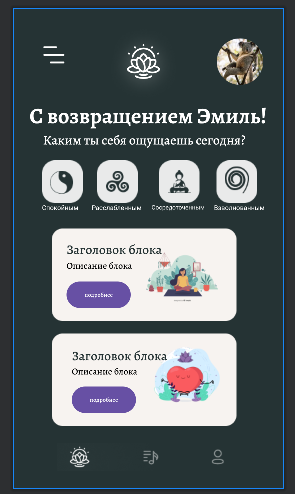 С возвращением Эмиль!
Каким ты себя ощущаешь сегодня?
Спокойным Расслабленным Сосредоточенным Взволнованным
Заголовок блока
Описание блока
подробнее
Заголовок блока
Описание блока
подробнее